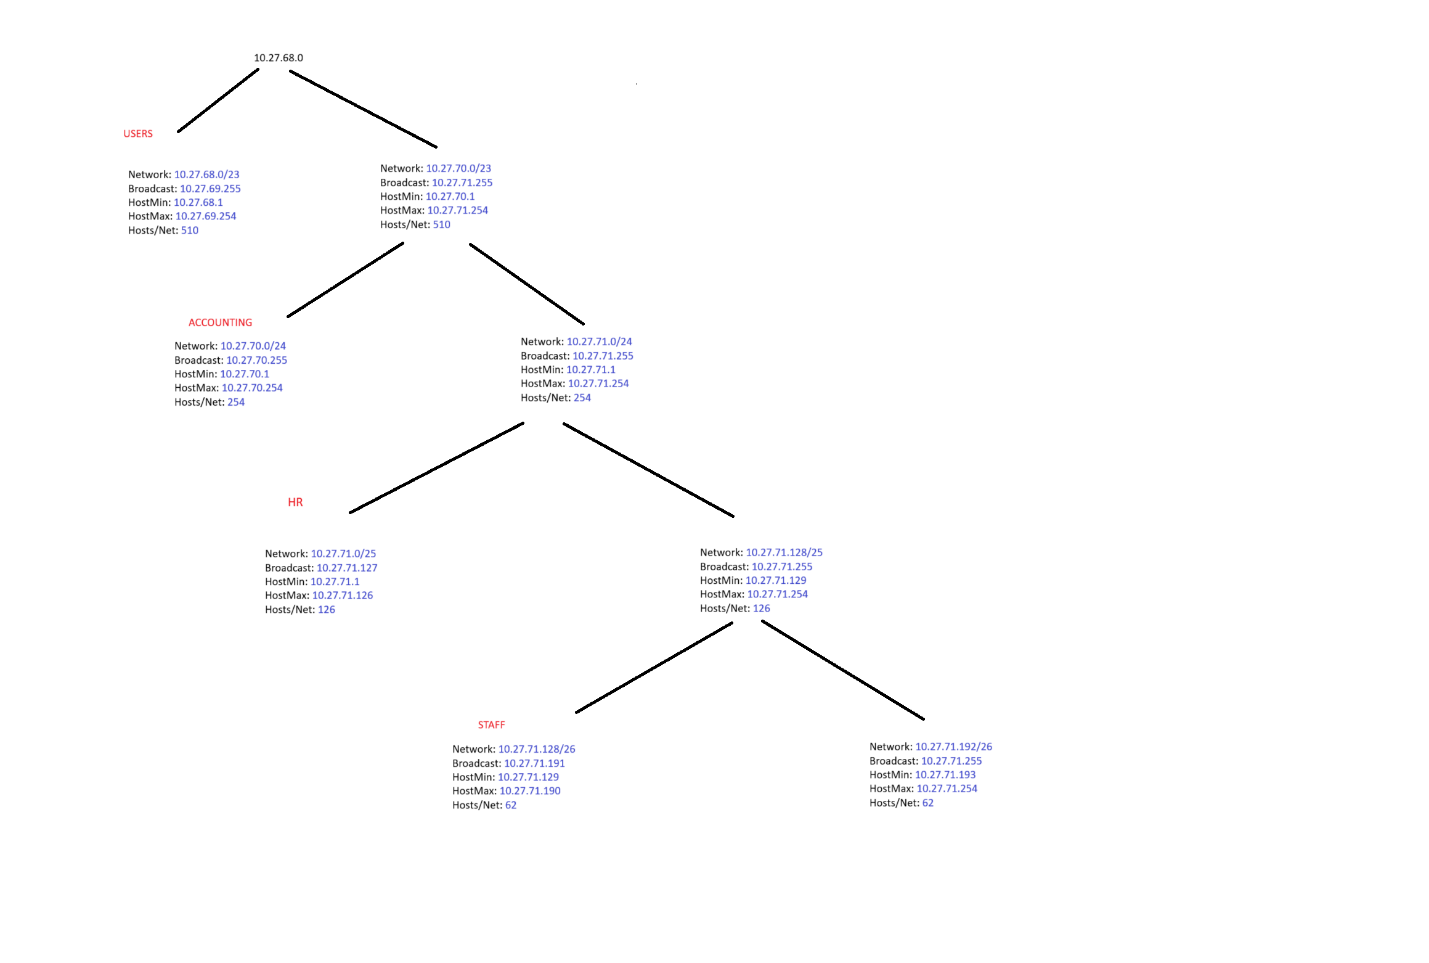 10.27.68.0
USERS
Network: 10.27.68.0/23
Broadcast: 10.27.69.255
HostMin: 10.27.68.1
HostMax: 10.27.69.254
Hosts/Net: 510
Network: 10.27.70.0/23
Broadcast: 10.27.71.255
HostMin: 10.27.70.1
HostMax: 10.27.71.254
Hosts/Net: 510
ACCOUNTING
Network: 10.27.70.0/24
Broadcast: 10.27.70.255
HostMin: 10.27.70.1
HostMax: 10.27.70.254
Hosts/Net: 254
Network: 10.27.71.0/24
Broadcast: 10.27.71.255
HostMin: 10.27.71.1
HostMax: 10.27.71.254
Hosts/Net: 254
HR
Network: 10.27.71.0/25
Broadcast: 10.27.71.127
HostMin: 10.27.71.1
HostMax: 10.27.71.126
Hosts/Net: 126
Network: 10.27.71.128/25
Broadcast: 10.27.71.255
HostMin: 10.27.71.129
HostMax: 10.27.71.254
Hosts/Net: 126
STAFF
Network: 10.27.71.128/26
Broadcast: 10.27.71.191
HostMin: 10.27.71.129
HostMax: 10.27.71.190
Hosts/Net: 62
Network: 10.27.71.192/26
Broadcast: 10.27.71.255
HostMin: 10.27.71.193
HostMax: 10.27.71.254
Hosts/Net: 62